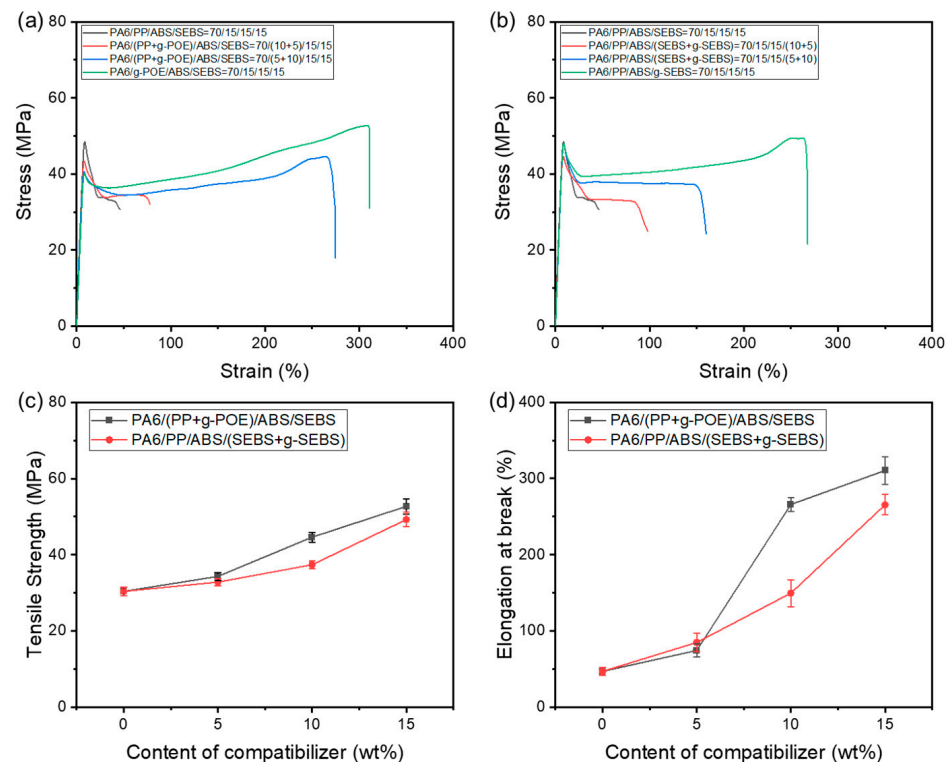 (a)
PA6/PP/ABS/SEBS=70/15/15/15
PA6/(PP+g-POE)/ABS/SEBS=70/(10+5)/15/15
PA6/(PP+g-POE)/ABS/SEBS=70/(5+10)/15/15
PA6/g-POE/ABS/SEBS=70/15/15/15
80
60
40
20
0
Stress (MPa)
0 100 200 300 400
Strain (%)
(b)
PA6/PP/ABS/SEBS=70/15/15/15
PA6/PP/ABS/(SEBS+g-SEBS)=70/15/15/(10+5)
PA6/PP/ABS/(SEBS+g-SEBS)=70/15/15/(5+10)
PA6/PP/ABS/g-SEBS=70/15/15/15
80
60
40
20
0
Stress (MPa)
0 100 200 300 400
Strain (%)
(c)
PA6/(PP+g-POE)/ABS/SEBS
PA6/PP/ABS/(SEBS+g-SEBS)
80
60
40
20
0
Tensile Strength (MPa)
0 5 10 15
Content of compatibilizer (wt%)
(d)
PA6/(PP+g-POE)/ABS/SEBS
PA6/PP/ABS/(SEBS+g-SEBS)
400
300
200
100
0
Elongation at break (%)
0 5 10 15
Content of compatibilizer (wt%)